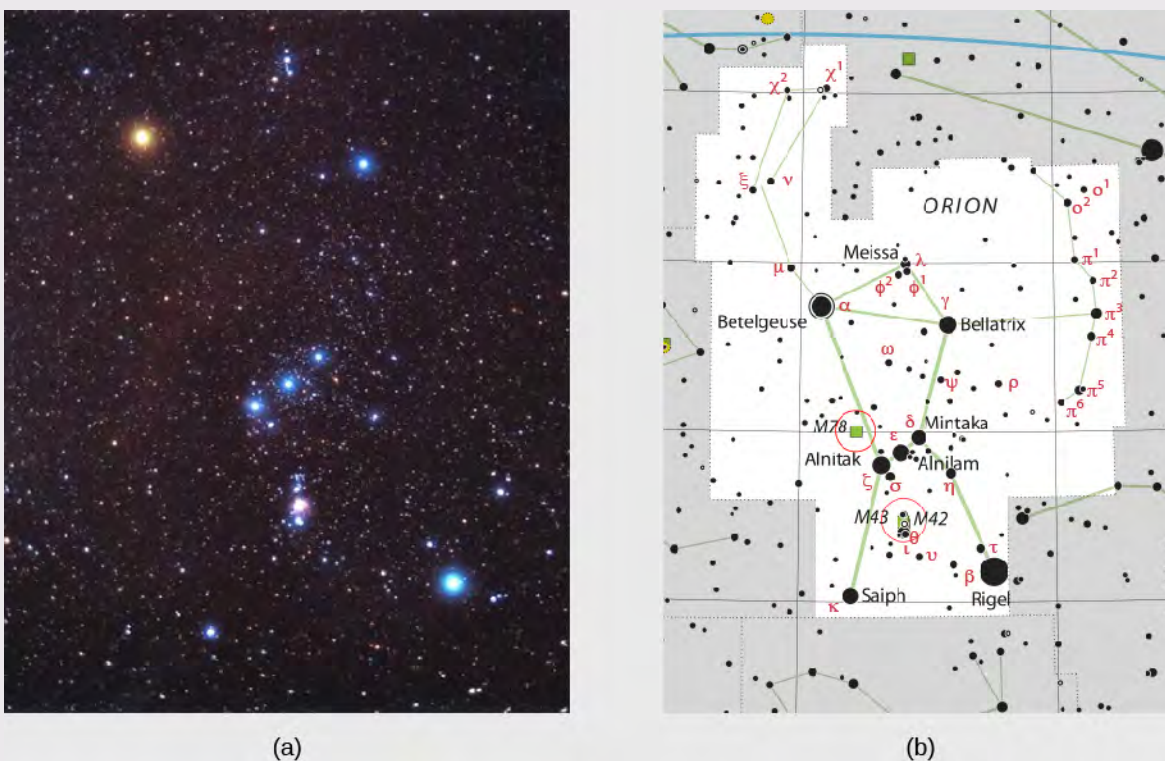 χ2 χ1
ξ ν
ο1
ο2
ORION
Meissa λ
π1
μ φ2 φ1 π2
α γ π3
Betelgeuse Bellatrix π4
ω
ψ ρ π5
π6
M78 δ Mintaka
ε
Alnitak Alnilam
ζ σ η
M43 M42
θ
ι υ τ
β
κ Saiph Rigel
(a) (b)